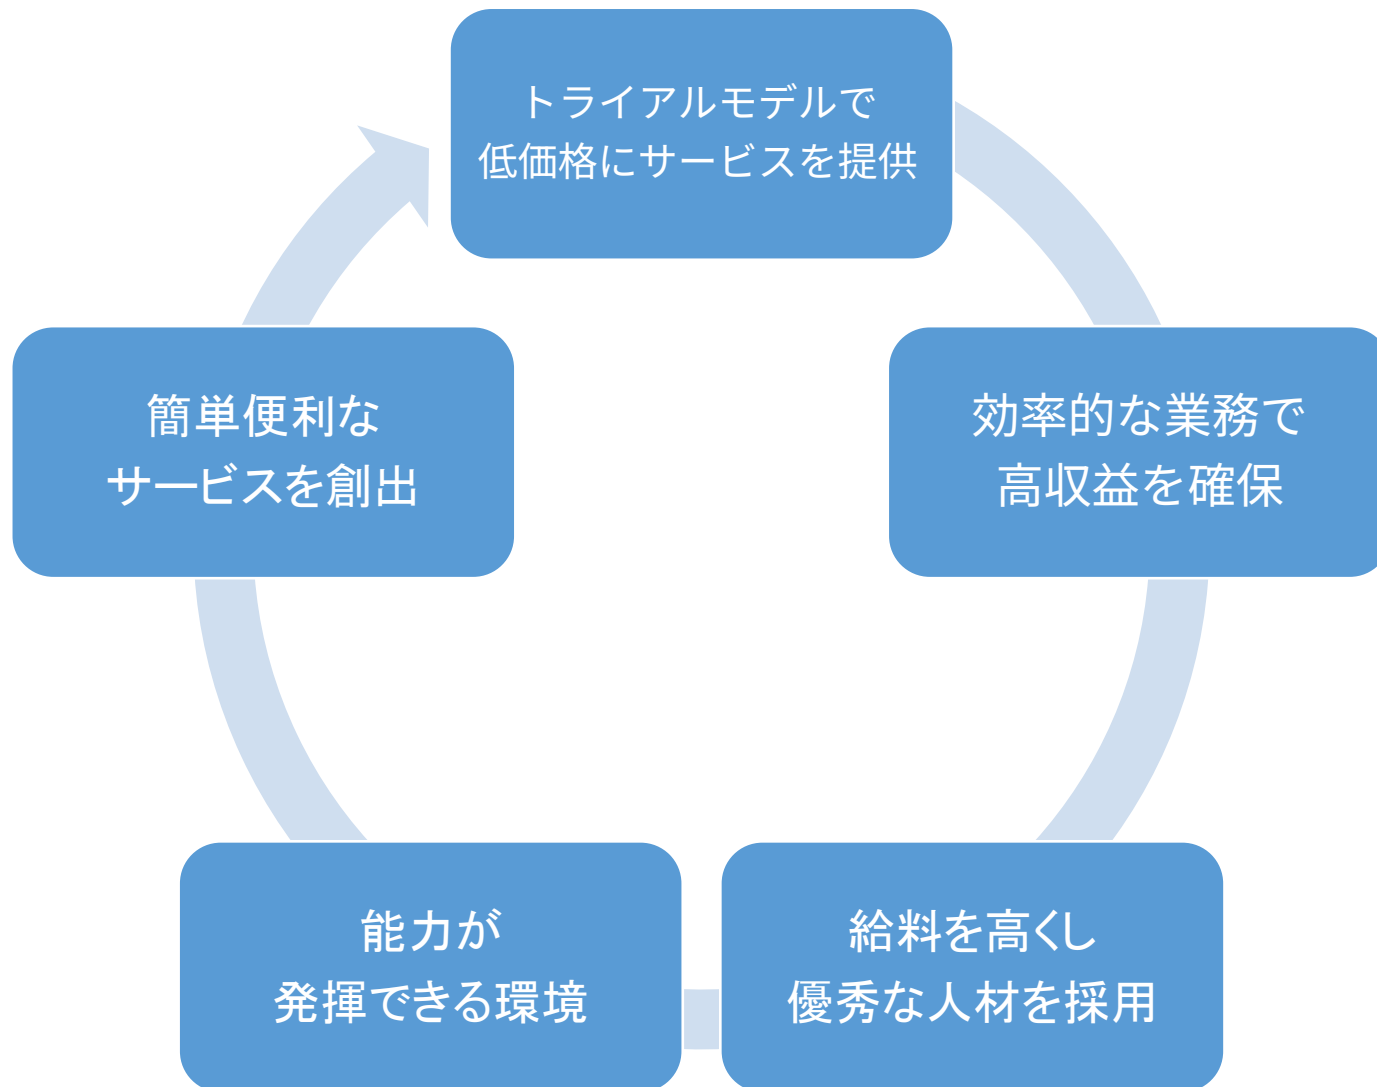 トライアルモデルで
低価格にサービスを提供
効率的な業務で
高収益を確保
給料を高くし
優秀な人材を採用
能力が
発揮できる環境
簡単便利な
サービスを創出